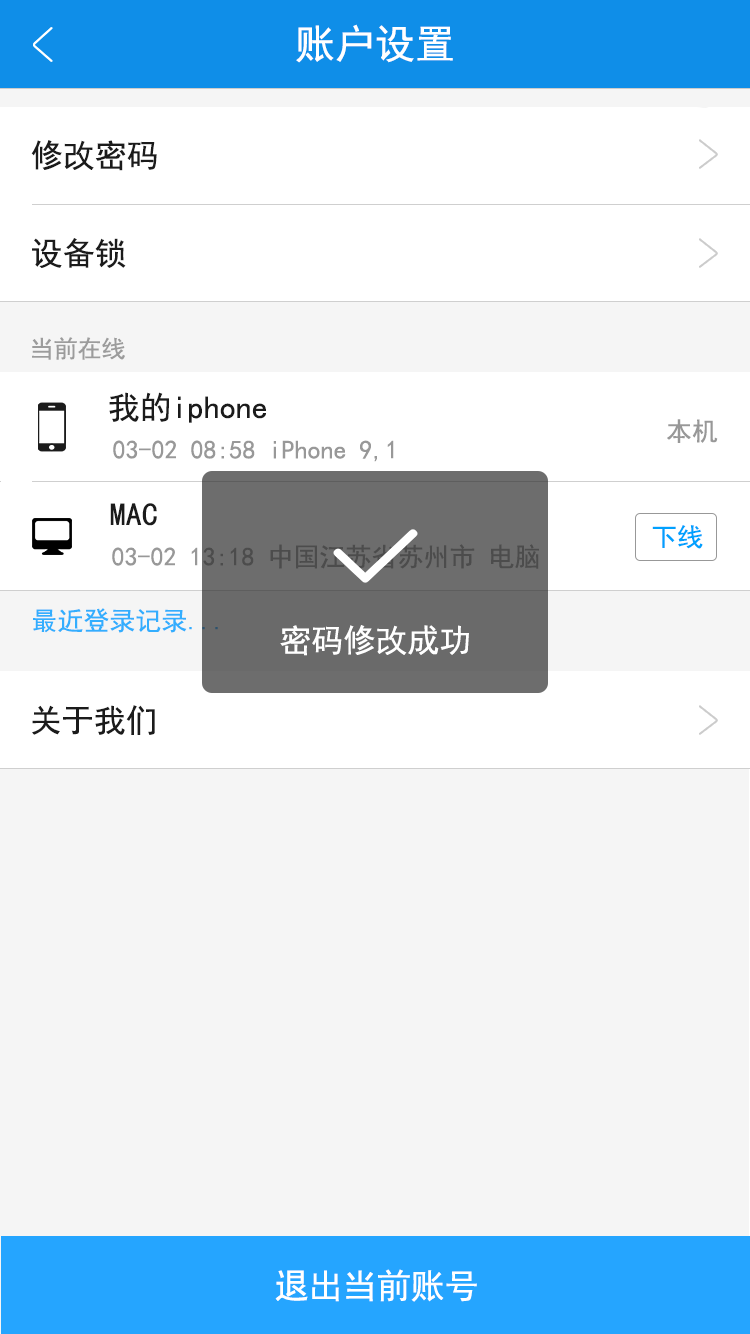 账户设置
修改密码
设备锁
当前在线
我的iphone
03-02 08:58 iPhone 9,1
本机
MAC
03-02 13:18 中国江苏省苏州市 电脑
下线
最近登录记录...
密码修改成功
关于我们
退出当前账号